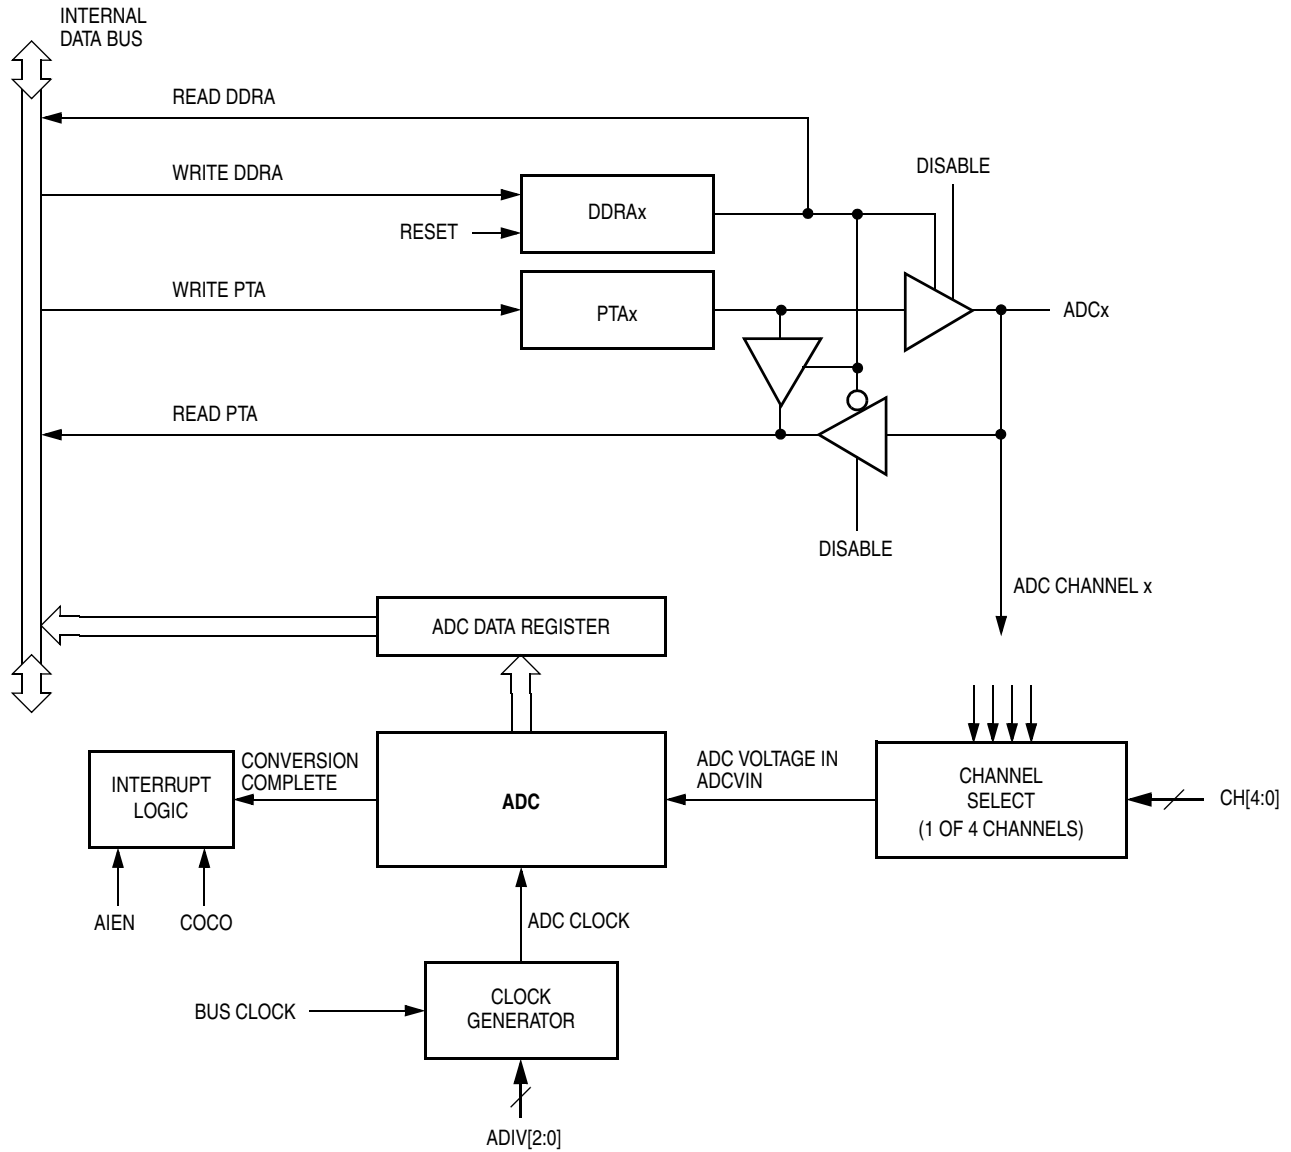 INTERNAL
DATA BUS
READ DDRA
WRITE DDRA
DISABLE
DDRAx
RESET
WRITE PTA
PTAx
ADCx
READ PTA
DISABLE
ADC CHANNEL x
ADC DATA REGISTER
CONVERSION
COMPLETE
INTERRUPT
LOGIC
ADC
ADC VOLTAGE IN
ADCVIN
CHANNEL
SELECT
(1 OF 4 CHANNELS)
CH[4:0]
AIEN
COCO
ADC CLOCK
BUS CLOCK
CLOCK
GENERATOR
ADIV[2:0]